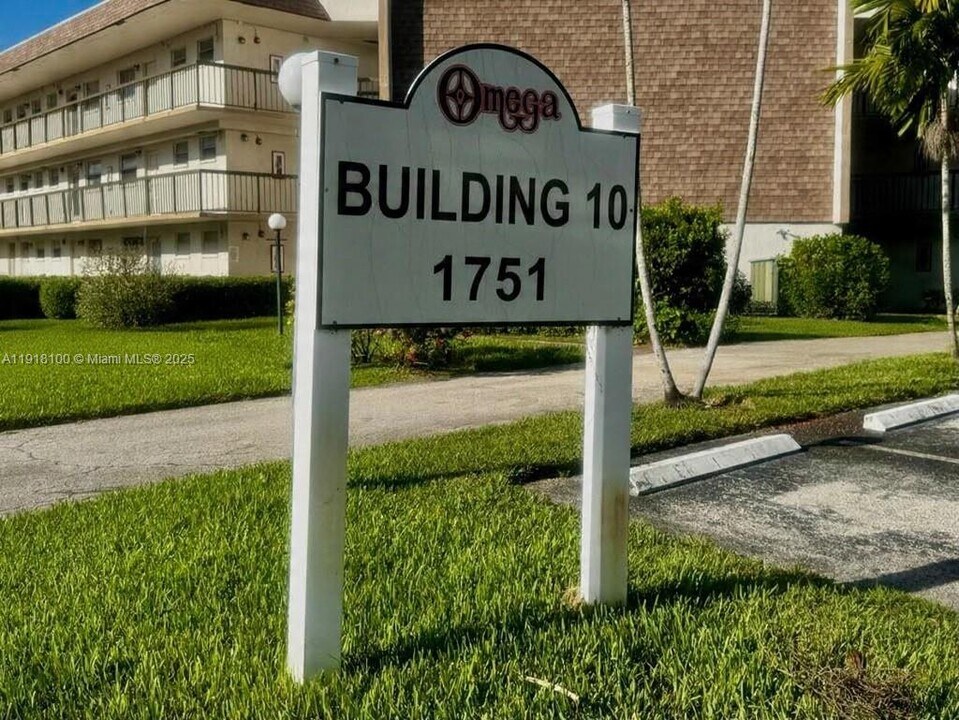 Omega
BUILDING 10
1751
A11918100 © Miami MLS® 2025